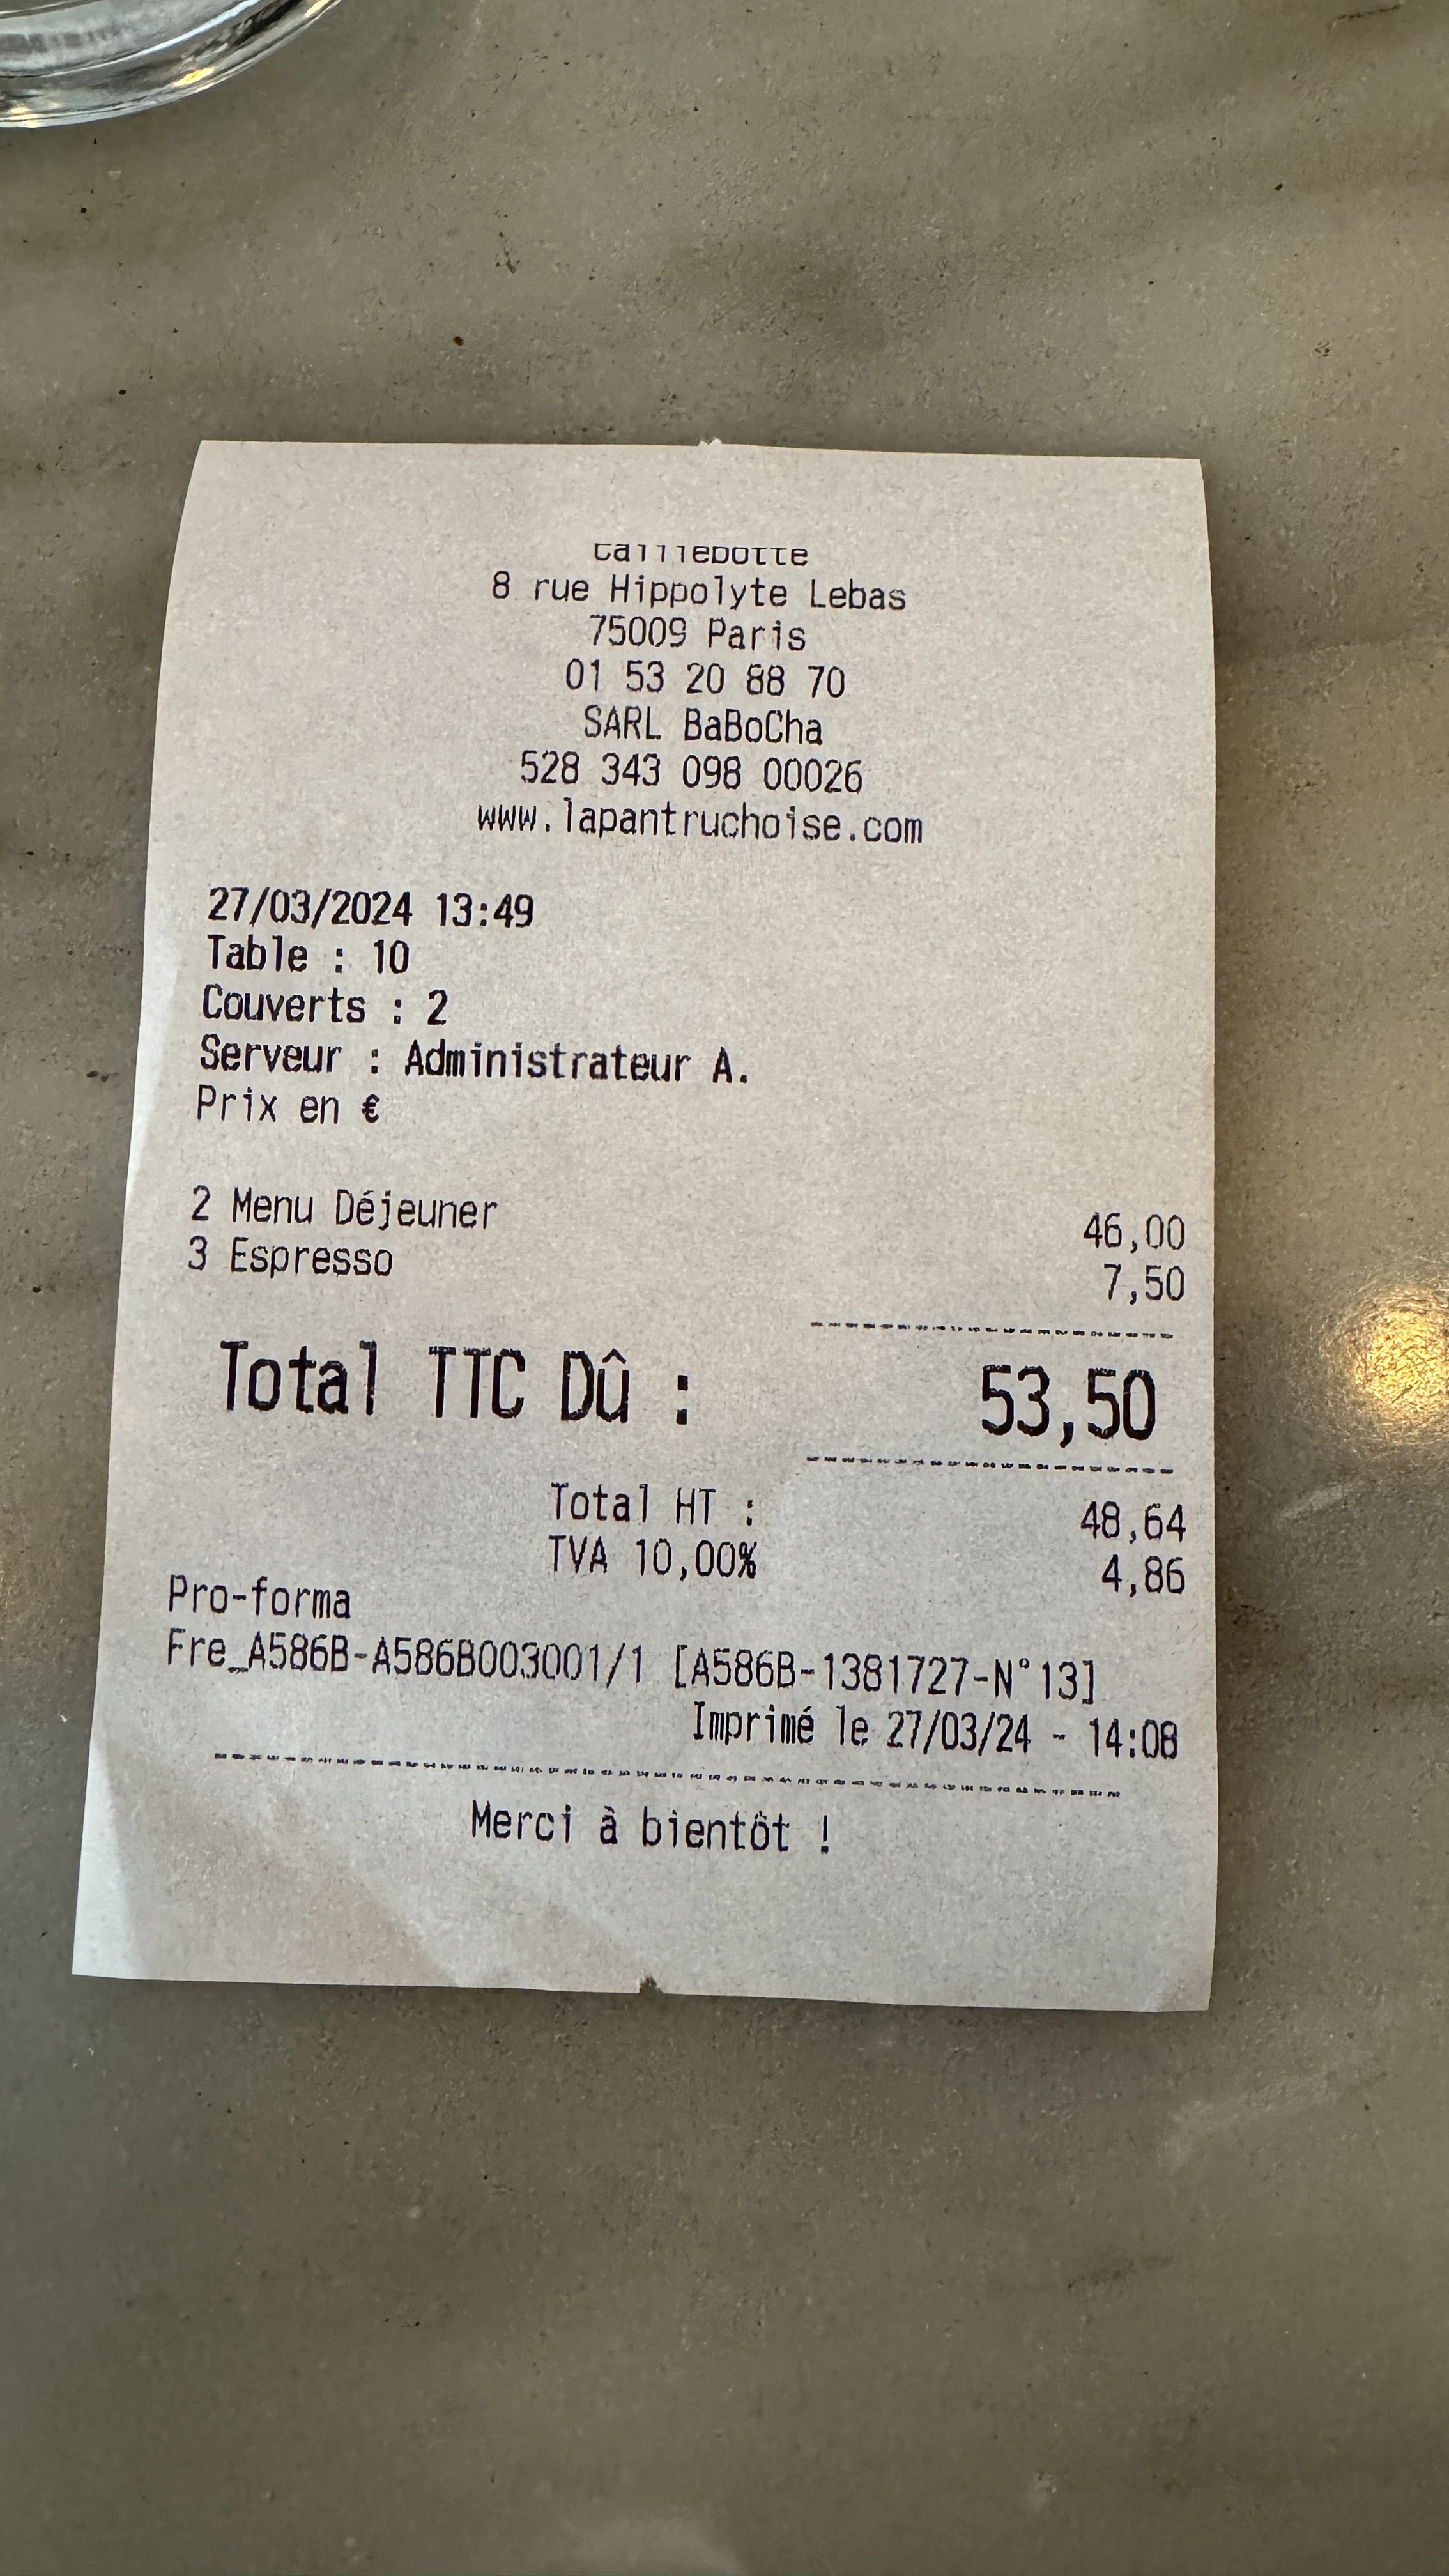 Caillebotte
8 rue Hippolyte Lebas
75009 Paris
01 53 20 88 70
SARL BaBoCha
528 343 098 00026
www.lapantruchoise.com
27/03/2024 13:49
Table : 10
Couverts : 2
Serveur : Administrateur A.
Prix en €
2 Menu Déjeuner 46,00
3 Espresso 7,50
Total TTC Dû : 53,50
Total HT : 48,64
TVA 10,00% 4,86
Pro-forma
Fre_A586B-A586B003001/1 [A586B-1381727-N°13]
Imprimé le 27/03/24 - 14:08
Merci à bientôt !